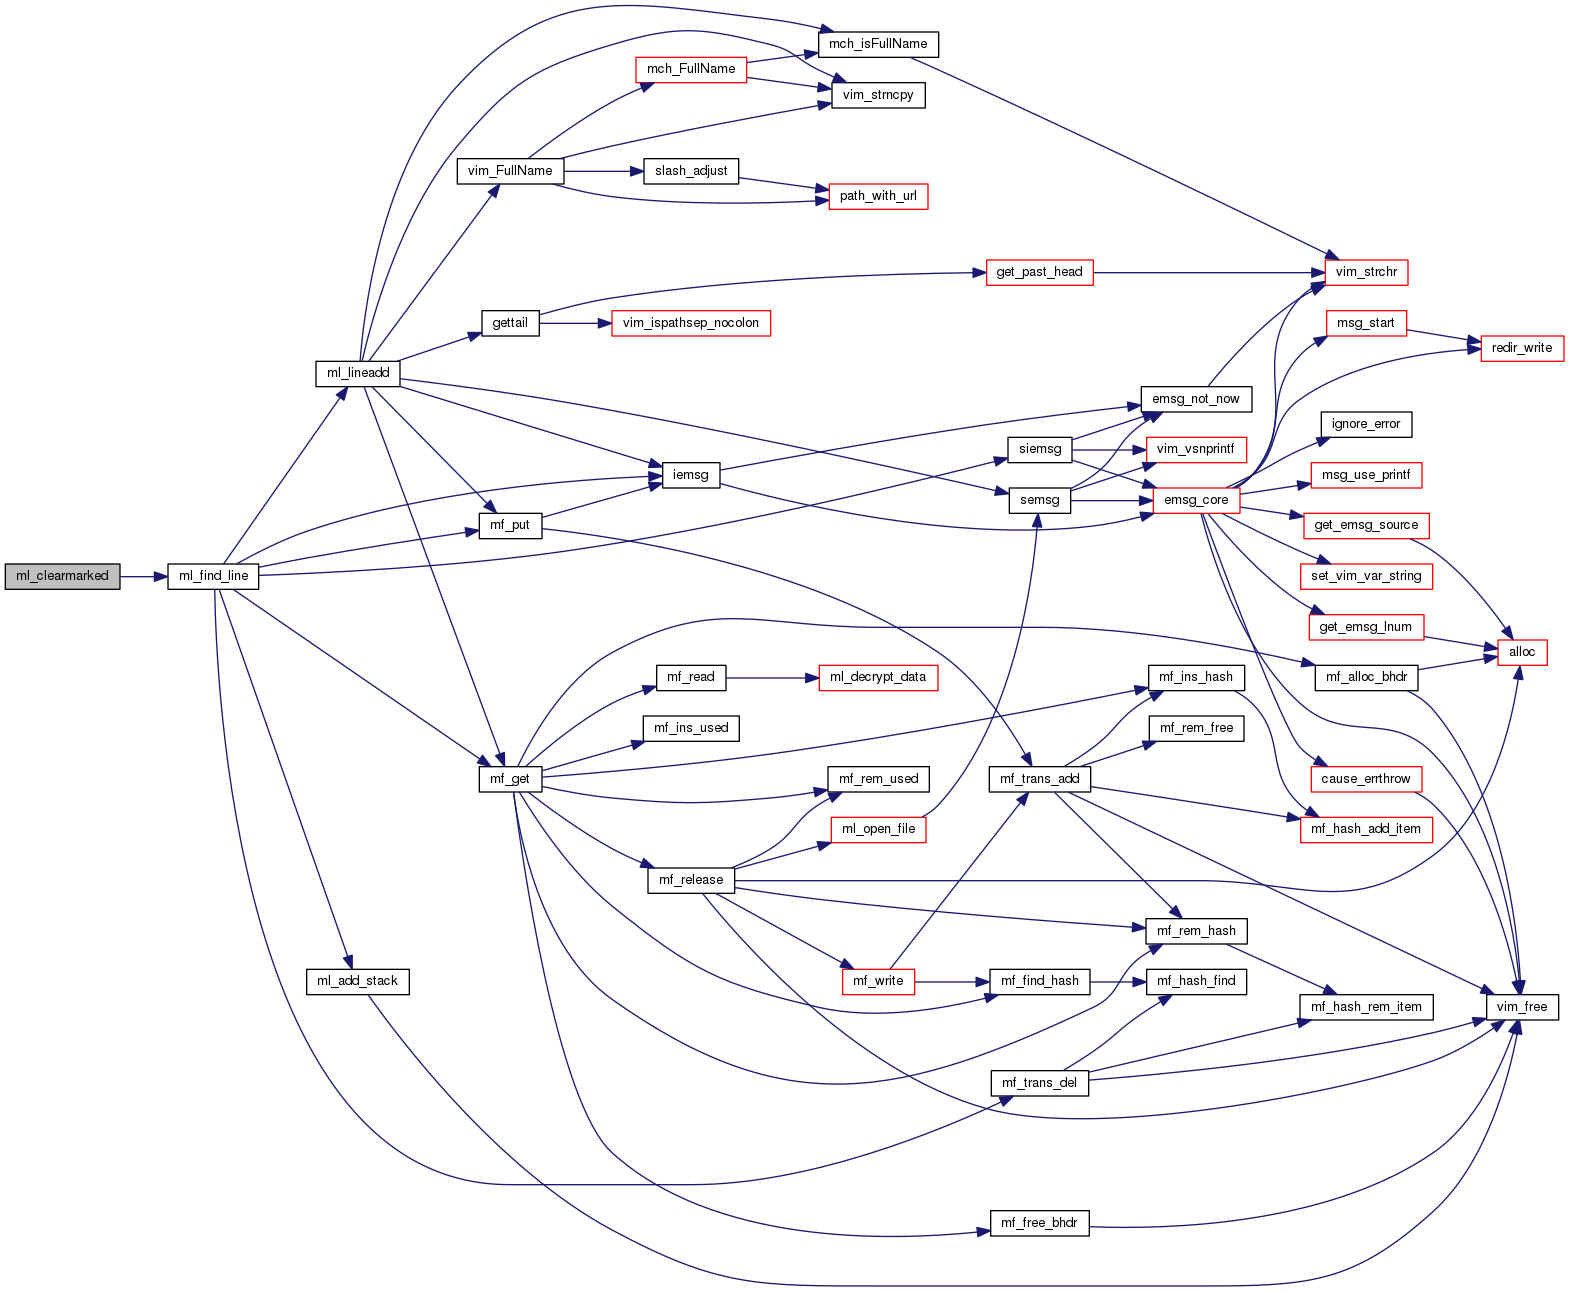 mch_isFullName
mch_FullName
vim_strncpy
vim_FullName
slash_adjust
path_with_url
get_past_head
vim_strchr
gettail
vim_ispathsep_nocolon
msg_start
redir_write
ml_lineadd
emsg_not_now
ignore_error
siemsg
vim_vsnprintf
iemsg
msg_use_printf
semsg
emsg_core
mf_put
get_emsg_source
ml_clearmarked
ml_find_line
set_vim_var_string
get_emsg_lnum
alloc
mf_read
ml_decrypt_data
mf_ins_hash
mf_alloc_bhdr
mf_ins_used
mf_rem_free
mf_get
mf_rem_used
mf_trans_add
cause_errthrow
ml_open_file
mf_hash_add_item
mf_release
mf_rem_hash
ml_add_stack
mf_write
mf_find_hash
mf_hash_find
mf_hash_rem_item
vim_free
mf_trans_del
mf_free_bhdr